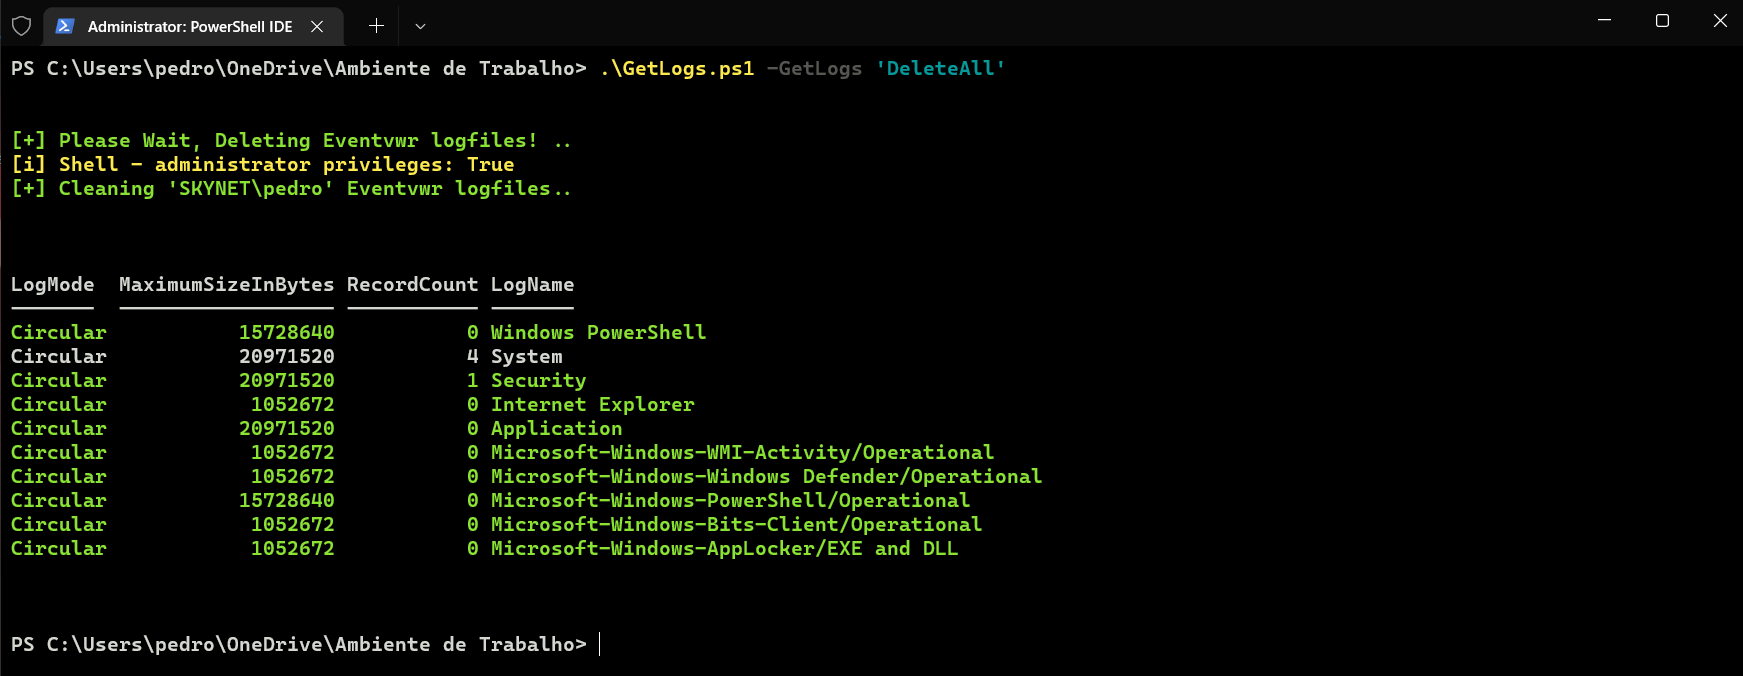 Administrator: PowerShell IDE
PS C:\Users\pedro\OneDrive\Ambiente de Trabalho> .\GetLogs.ps1 -GetLogs 'DeleteAll'
[+] Please Wait, Deleting Eventvwr logfiles! ..
[i] Shell - administrator privileges: True
[+] Cleaning 'SKYNET\pedro' Eventvwr logfiles..
LogMode  MaximumSizeInBytes RecordCount LogName
-------  ------------------ ----------- -------
Circular           15728640           0 Windows PowerShell
Circular           20971520           4 System
Circular           20971520           1 Security
Circular            1052672           0 Internet Explorer
Circular           20971520           0 Application
Circular            1052672           0 Microsoft-Windows-WMI-Activity/Operational
Circular            1052672           0 Microsoft-Windows-Windows Defender/Operational
Circular           15728640           0 Microsoft-Windows-PowerShell/Operational
Circular            1052672           0 Microsoft-Windows-Bits-Client/Operational
Circular            1052672           0 Microsoft-Windows-AppLocker/EXE and DLL
PS C:\Users\pedro\OneDrive\Ambiente de Trabalho>